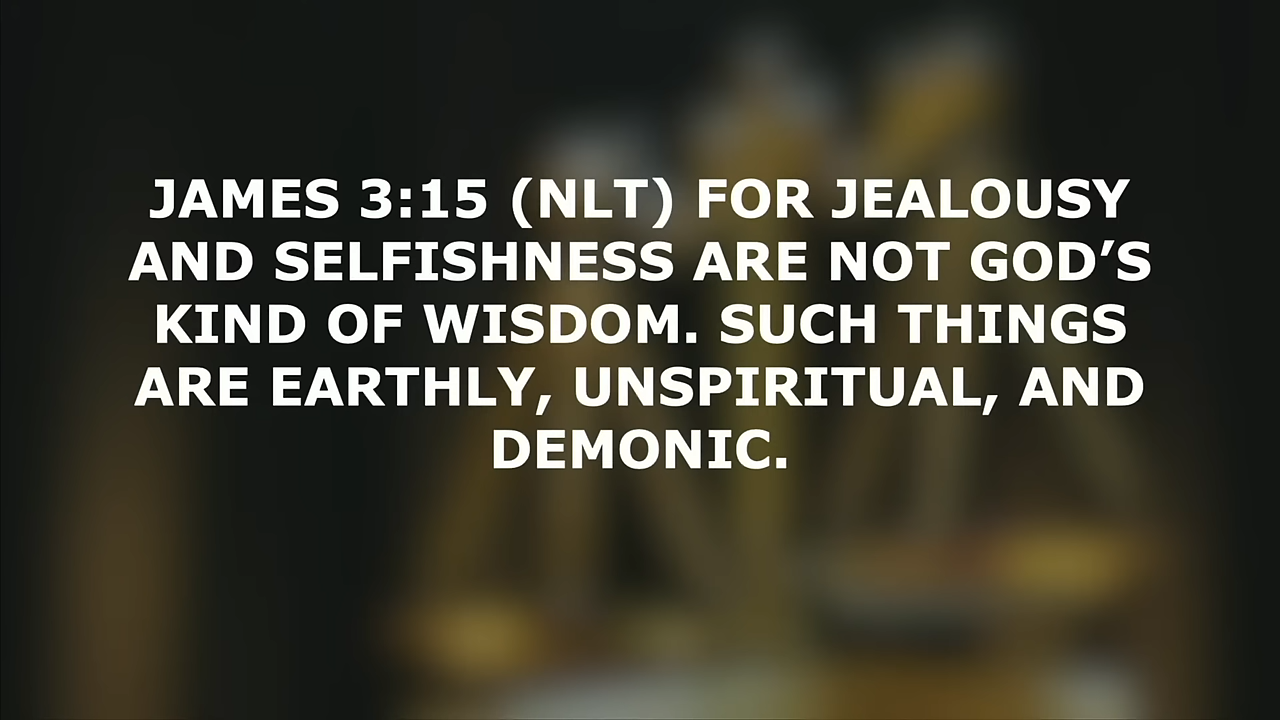 JAMES 3:15 (NLT) FOR JEALOUSY
AND SELFISHNESS ARE NOT GOD’S
KIND OF WISDOM. SUCH THINGS
ARE EARTHLY, UNSPIRITUAL, AND
DEMONIC.